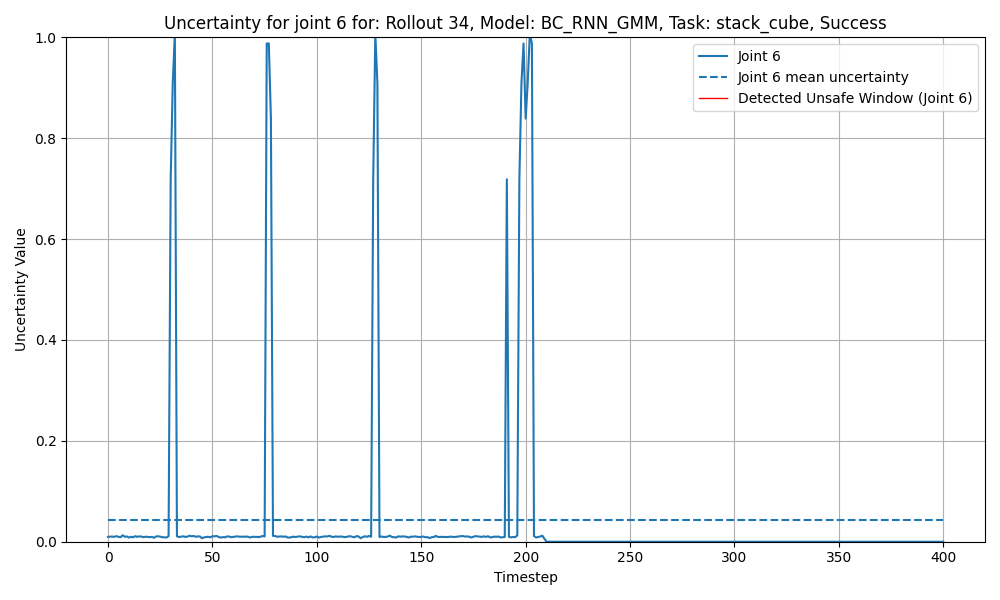 Uncertainty for joint 6 for: Rollout 34, Model: BC_RNN_GMM, Task: stack_cube, Success
Joint 6
Joint 6 mean uncertainty
Detected Unsafe Window (Joint 6)
Uncertainty Value
1.0
0.8
0.6
0.4
0.2
0.0
0 50 100 150 200 250 300 350 400
Timestep